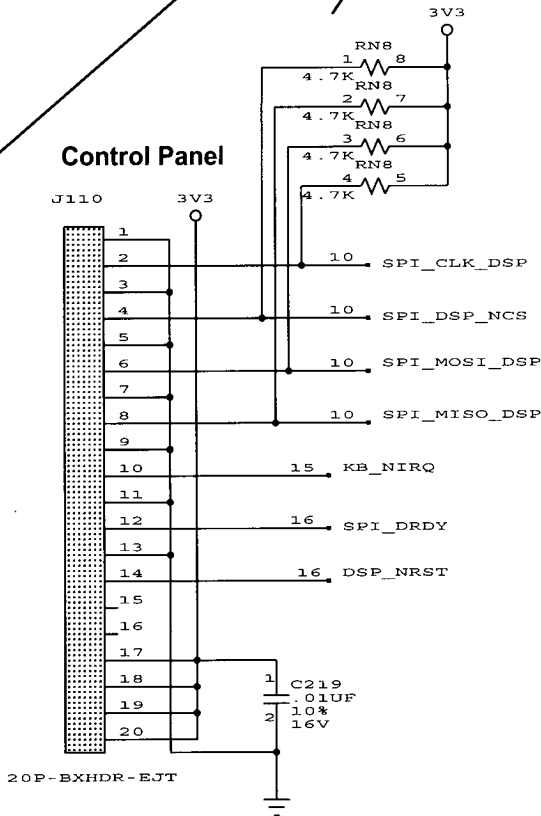 3V3
RN8
1 8
4.7K
RN8
2 7
4.7K
RN8
3 6
4.7K
RN8
4 5
4.7K
Control Panel
J110 3V3
1
2 10 SPI_CLK_DSP
3
4 10 SPI_DSP_NCS
5
6 10 SPI_MOSI_DSP
7
8 10 SPI_MISO_DSP
9
10 15 KB_NIRQ
11
12 16 SPI_DRDY
13
14 16 DSP_NRST
15
16
17
18
19
20
1 C219
.01UF
10%
2 16V
20P-BXHDR-EJT